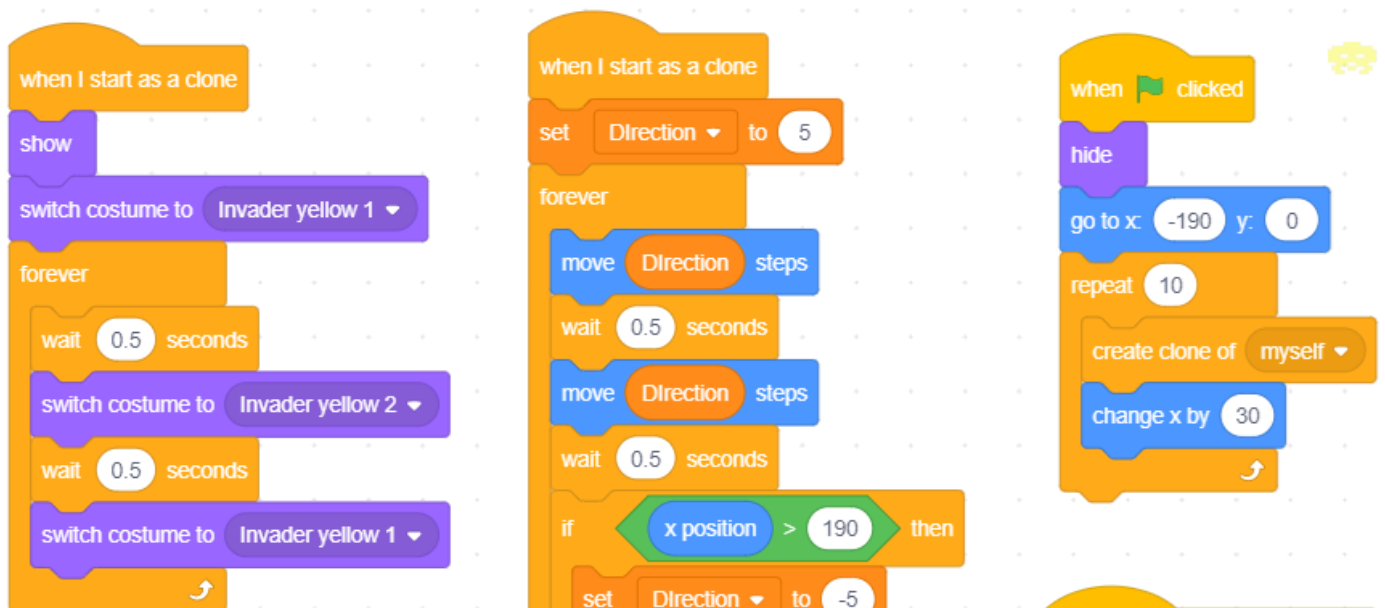 when I start as a clone
show
switch costume to Invader yellow 1
forever
wait 0.5 seconds
switch costume to Invader yellow 2
wait 0.5 seconds
switch costume to Invader yellow 1
when I start as a clone
set DIrection to 5
forever
move DIrection steps
wait 0.5 seconds
move DIrection steps
wait 0.5 seconds
if x position > 190 then
set DIrection to -5
when clicked
hide
go to x: -190 y: 0
repeat 10
create clone of myself
change x by 30